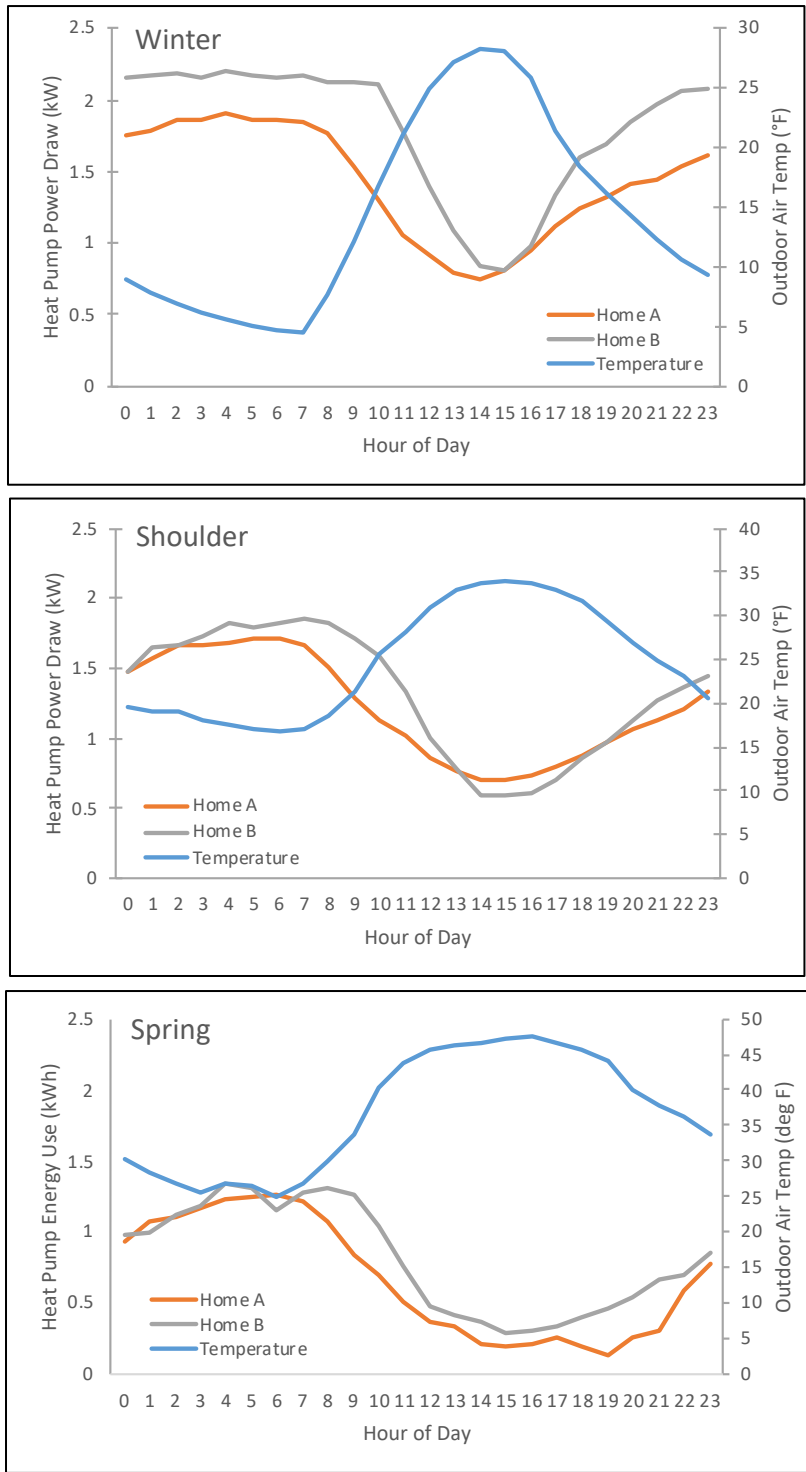 Winter
Heat Pump Power Draw (kW)
2.5
2
1.5
1
0.5
0
30
25
20
15
10
5
0
Outdoor Air Temp (°F)
Home A
Home B
Temperature
0 1 2 3 4 5 6 7 8 9 10 11 12 13 14 15 16 17 18 19 20 21 22 23
Hour of Day
Shoulder
Heat Pump Power Draw (kW)
2.5
2
1.5
1
0.5
0
40
35
30
25
20
15
10
5
0
Outdoor Air Temp (°F)
Home A
Home B
Temperature
0 1 2 3 4 5 6 7 8 9 10 11 12 13 14 15 16 17 18 19 20 21 22 23
Hour of Day
Spring
Heat Pump Energy Use (kWh)
2.5
2
1.5
1
0.5
0
50
45
40
35
30
25
20
15
10
5
0
Outdoor Air Temp (deg F)
Home A
Home B
Temperature
0 1 2 3 4 5 6 7 8 9 10 11 12 13 14 15 16 17 18 19 20 21 22 23
Hour of Day